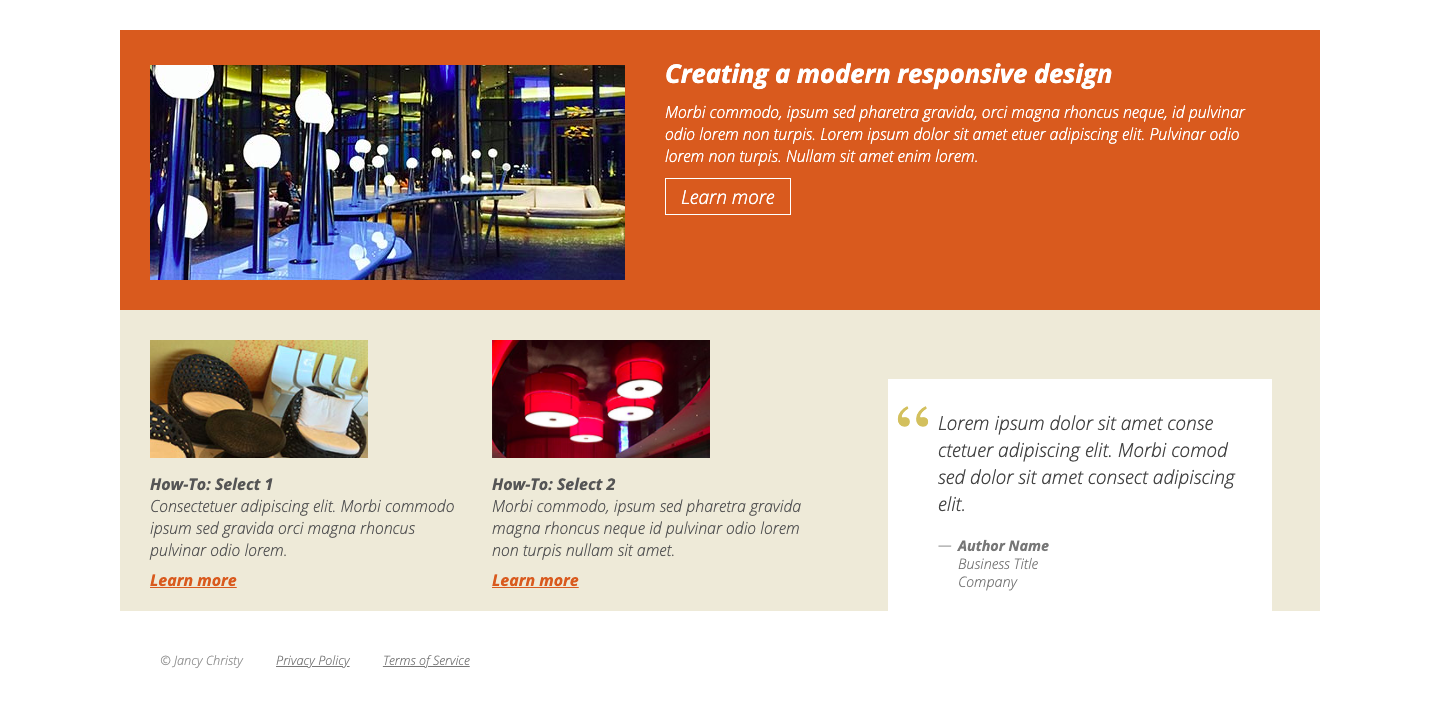 Creating a modern responsive design
Morbi commodo, ipsum sed pharetra gravida, orci magna rhoncus neque, id pulvinar
odio lorem non turpis. Lorem ipsum dolor sit amet etuer adipiscing elit. Pulvinar odio
lorem non turpis. Nullam sit amet enim lorem.
Learn more
How-To: Select 1
Consectetuer adipiscing elit. Morbi commodo
ipsum sed gravida orci magna rhoncus
pulvinar odio lorem.
Learn more
How-To: Select 2
Morbi commodo, ipsum sed pharetra gravida
magna rhoncus neque id pulvinar odio lorem
non turpis nullam sit amet.
Learn more
“ Lorem ipsum dolor sit amet conse
ctetuer adipiscing elit. Morbi comod
sed dolor sit amet consect adipiscing
elit.
— Author Name
Business Title
Company
© Jancy Christy Privacy Policy Terms of Service